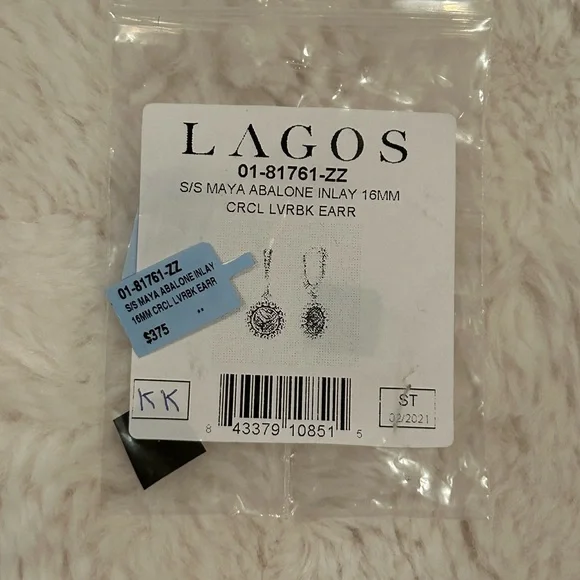 LAGOS
01-81761-ZZ
S/S MAYA ABALONE INLAY 16MM
CRCL LVRBK EARR
01-81761-ZZ
S/S MAYA ABALONE INLAY
16MM CRCL LVRBK EARR
$375 **
KK
8 43379 10851 5
ST
02/2021